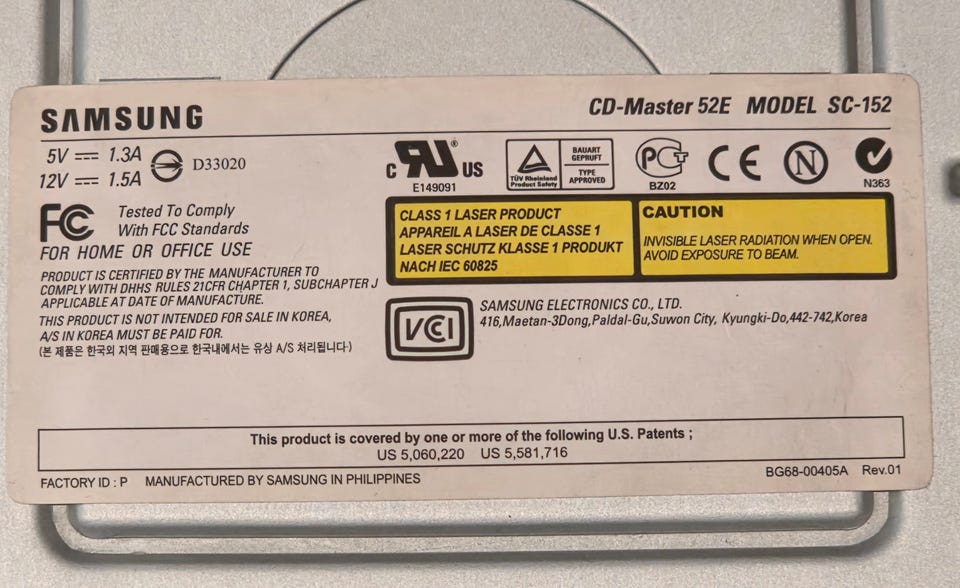 SAMSUNG
CD-Master 52E MODEL SC-152
5V 1.3A
12V 1.5A
D33020
C RU ® US
E149091
TÜV Rheinland
Product Safety
BAUART
GEPRUFT
TYPE
APPROVED
PCT
BZ02
CE
N
N363
FC
Tested To Comply
With FCC Standards
FOR HOME OR OFFICE USE
CLASS 1 LASER PRODUCT
APPAREIL A LASER DE CLASSE 1
LASER SCHUTZ KLASSE 1 PRODUKT
NACH IEC 60825
CAUTION
INVISIBLE LASER RADIATION WHEN OPEN.
AVOID EXPOSURE TO BEAM.
PRODUCT IS CERTIFIED BY THE MANUFACTURER TO
COMPLY WITH DHHS RULES 21CFR CHAPTER 1, SUBCHAPTER J
APPLICABLE AT DATE OF MANUFACTURE.
THIS PRODUCT IS NOT INTENDED FOR SALE IN KOREA,
A/S IN KOREA MUST BE PAID FOR.
(본 제품은 한국외 지역 판매용으로 한국내에서는 유상 A/S 처리됩니다·)
VCI
SAMSUNG ELECTRONICS CO., LTD.
416,Maetan-3Dong,Paldal-Gu,Suwon City, Kyungki-Do,442-742,Korea
This product is covered by one or more of the following U.S. Patents ;
US 5,060,220 US 5,581,716
FACTORY ID : P MANUFACTURED BY SAMSUNG IN PHILIPPINES
BG68-00405A Rev.01